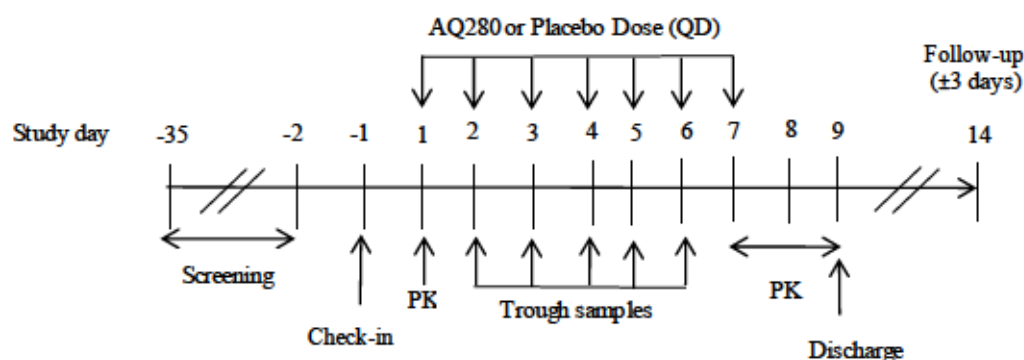 AQ280 or Placebo Dose (QD)
Follow-up
(±3 days)
Study day -35 -2 -1 1 2 3 4 5 6 7 8 9 14
Screening PK Trough samples PK
Check-in Discharge